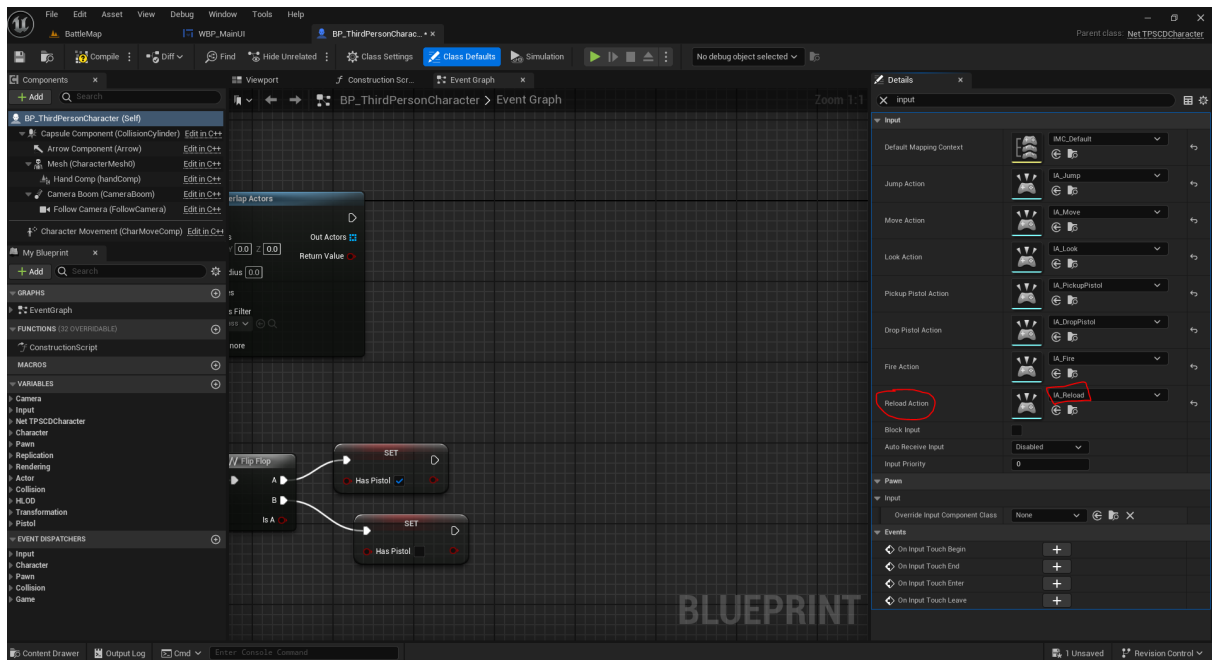 File Edit Asset View Debug Window Tools Help
BattleMap WBP_MainUI BP_ThirdPersonCharac...• Parent class: Net TPSCDCharacter
Compile Diff Find Hide Unrelated Class Settings Class Defaults Simulation No debug object selected
Components
Add Search
BP_ThirdPersonCharacter (Self)
Capsule Component (CollisionCylinder) Edit in C++
Arrow Component (Arrow) Edit in C++
Mesh (CharacterMesh0) Edit in C++
Hand Comp (handComp) Edit in C++
Camera Boom (CameraBoom) Edit in C++
Follow Camera (FollowCamera) Edit in C++
Character Movement (CharMoveComp) Edit in C++
My Blueprint
Add Search
GRAPHS
EventGraph
FUNCTIONS (32 OVERRIDABLE)
ConstructionScript
MACROS
VARIABLES
Camera
Input
Net TPSCDCharacter
Character
Pawn
Replication
Rendering
Actor
Collision
HLOD
Transformation
Pistol
EVENT DISPATCHERS
Input
Character
Pawn
Collision
Game
Viewport Construction Scr... Event Graph
BP_ThirdPersonCharacter > Event Graph Zoom 1:1
erlap Actors
s Out Actors
Y 0.0 Z 0.0 Return Value
dius 0.0
es
s Filter
ass
nore
// Flip Flop
A
B
Is A
SET
Has Pistol
SET
Has Pistol
BLUEPRINT
Details
input
Input
Default Mapping Context IMC_Default
Jump Action IA_Jump
Move Action IA_Move
Look Action IA_Look
Pickup Pistol Action IA_PickupPistol
Drop Pistol Action IA_DropPistol
Fire Action IA_Fire
Reload Action IA_Reload
Block Input
Auto Receive Input Disabled
Input Priority 0
Pawn
Input
Override Input Component Class None
Events
On Input Touch Begin
On Input Touch End
On Input Touch Enter
On Input Touch Leave
Content Drawer Output Log Cmd Enter Console Command 1 Unsaved Revision Control